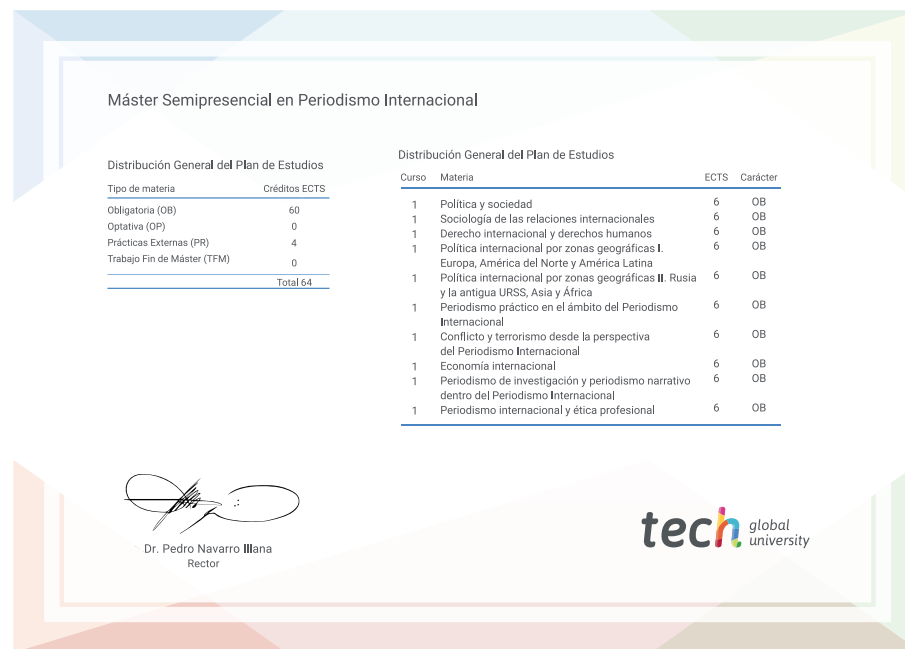 Máster Semipresencial en Periodismo Internacional
Distribución General del Plan de Estudios
Tipo de materia Créditos ECTS
Obligatoria (OB) 60
Optativa (OP) 0
Prácticas Externas (PR) 4
Trabajo Fin de Máster (TFM) 0
Total 64
Distribución General del Plan de Estudios
Curso Materia ECTS Carácter
1 Política y sociedad 6 OB
1 Sociología de las relaciones internacionales 6 OB
1 Derecho internacional y derechos humanos 6 OB
1 Política internacional por zonas geográficas I. 6 OB
Europa, América del Norte y América Latina
1 Política internacional por zonas geográficas II. Rusia 6 OB
y la antigua URSS, Asia y África
1 Periodismo práctico en el ámbito del Periodismo 6 OB
Internacional
1 Conflicto y terrorismo desde la perspectiva 6 OB
del Periodismo Internacional
1 Economía internacional 6 OB
1 Periodismo de investigación y periodismo narrativo 6 OB
dentro del Periodismo Internacional
1 Periodismo internacional y ética profesional 6 OB
Dr. Pedro Navarro Illana
Rector
tech global
university